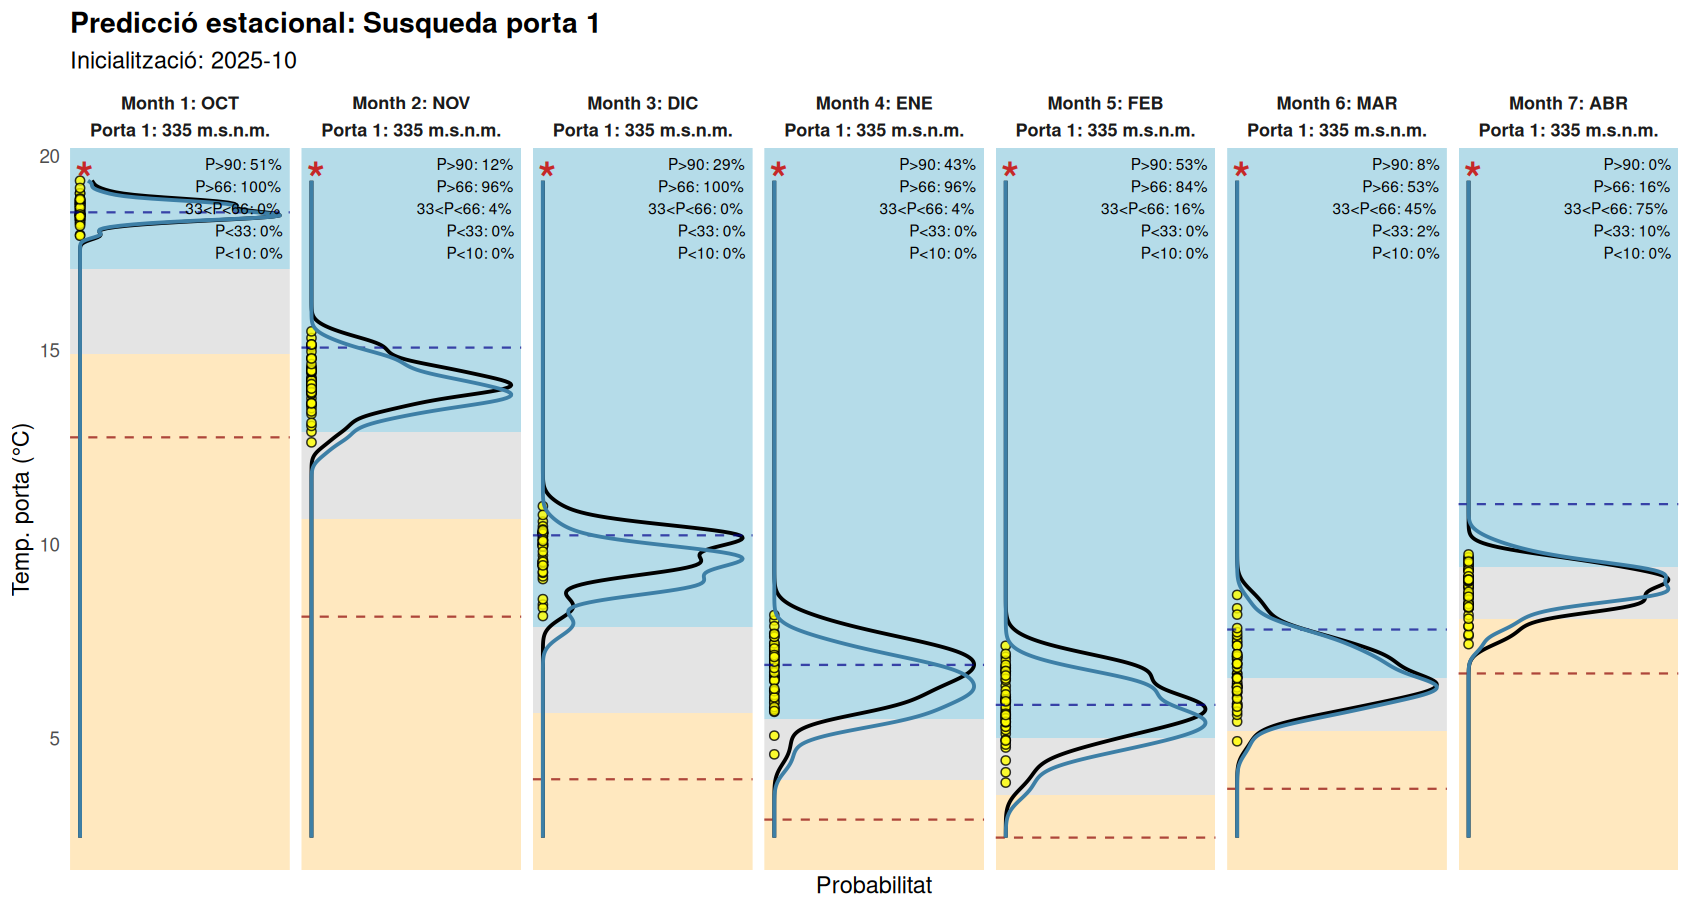 Predicció estacional: Susqueda porta 1
Inicialització: 2025-10
Month 1: OCT
Porta 1: 335 m.s.n.m.
Month 2: NOV
Porta 1: 335 m.s.n.m.
Month 3: DIC
Porta 1: 335 m.s.n.m.
Month 4: ENE
Porta 1: 335 m.s.n.m.
Month 5: FEB
Porta 1: 335 m.s.n.m.
Month 6: MAR
Porta 1: 335 m.s.n.m.
Month 7: ABR
Porta 1: 335 m.s.n.m.
Temp. porta (°C)
20
15
10
5
*
P>90: 51%
P>66: 100%
33<P<66: 0%
P<33: 0%
P<10: 0%
*
P>90: 12%
P>66: 96%
33<P<66: 4%
P<33: 0%
P<10: 0%
*
P>90: 29%
P>66: 100%
33<P<66: 0%
P<33: 0%
P<10: 0%
*
P>90: 43%
P>66: 96%
33<P<66: 4%
P<33: 0%
P<10: 0%
*
P>90: 53%
P>66: 84%
33<P<66: 16%
P<33: 0%
P<10: 0%
*
P>90: 8%
P>66: 53%
33<P<66: 45%
P<33: 2%
P<10: 0%
*
P>90: 0%
P>66: 16%
33<P<66: 75%
P<33: 10%
P<10: 0%
Probabilitat